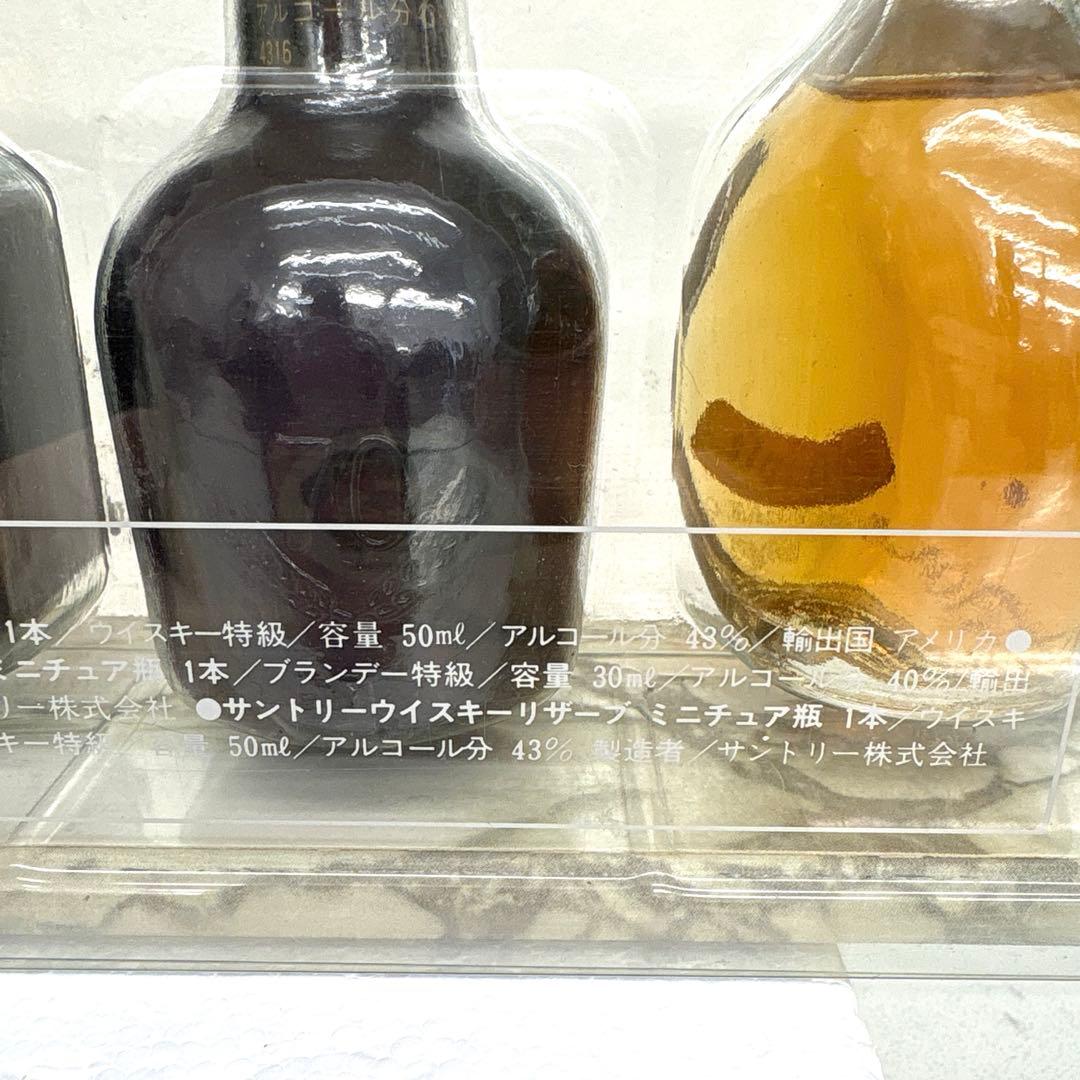 アルコール分
4316
1本／ウイスキー特級／容量 50mℓ／アルコール分 43%／輸出国 アメリカ●
ミニチュア瓶 1本／ブランデー特級／容量 30mℓ／アルコール分 40%／輸出
リー株式会社 ●サントリーウイスキーリザーブ ミニチュア瓶 1本／ウイスキ
キー特級／容量 50mℓ／アルコール分 43% 製造者／サントリー株式会社